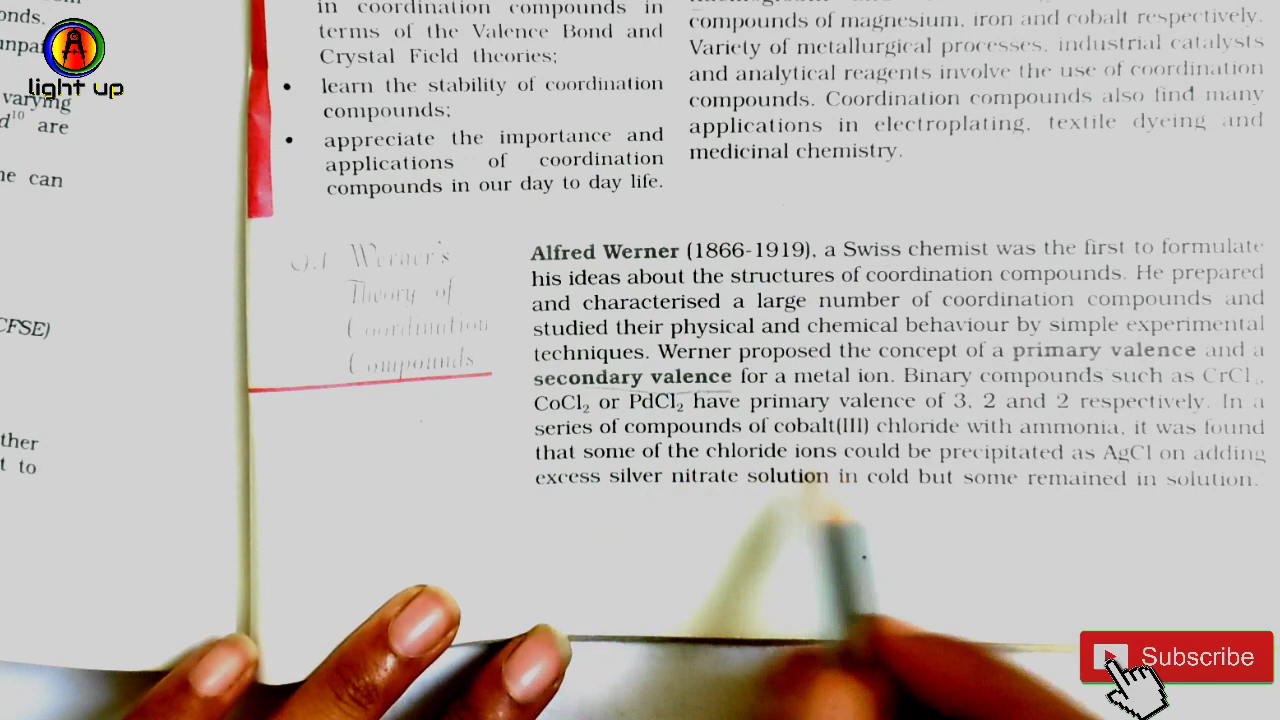 onds.
unpa
varying
d¹⁰ are
ne can
CFSE)
ther
t to
light up
in coordination compounds in
terms of the Valence Bond and
Crystal Field theories;
• learn the stability of coordination
compounds;
• appreciate the importance and
applications of coordination
compounds in our day to day life.
compounds of magnesium, iron and cobalt respectively.
Variety of metallurgical processes, industrial catalysts
and analytical reagents involve the use of coordination
compounds. Coordination compounds also find many
applications in electroplating, textile dyeing and
medicinal chemistry.
Werner's
Theory of
Coordination
Compounds
Alfred Werner (1866-1919), a Swiss chemist was the first to formulate
his ideas about the structures of coordination compounds. He prepared
and characterised a large number of coordination compounds and
studied their physical and chemical behaviour by simple experimental
techniques. Werner proposed the concept of a primary valence and a
secondary valence for a metal ion. Binary compounds such as CrCl₃,
CoCl₂ or PdCl₂ have primary valence of 3, 2 and 2 respectively. In a
series of compounds of cobalt(III) chloride with ammonia, it was found
that some of the chloride ions could be precipitated as AgCl on adding
excess silver nitrate solution in cold but some remained in solution.
Subscribe